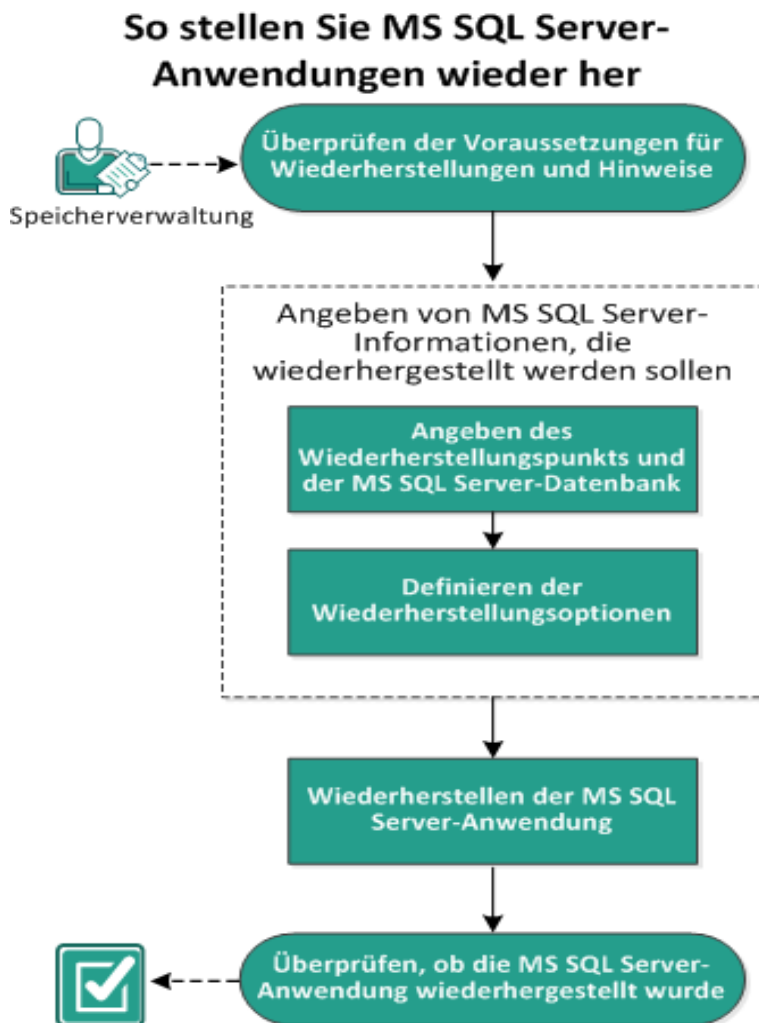 So stellen Sie MS SQL Server-
Anwendungen wieder her
Überprüfen der Voraussetzungen für
Wiederherstellungen und Hinweise
Speicherverwaltung
Angeben von MS SQL Server-
Informationen, die
wiederhergestellt werden sollen
Angeben des
Wiederherstellungspunkts und
der MS SQL Server-Datenbank
Definieren der
Wiederherstellungsoptionen
Wiederherstellen der MS SQL
Server-Anwendung
Überprüfen, ob die MS SQL Server-
Anwendung wiederhergestellt wurde